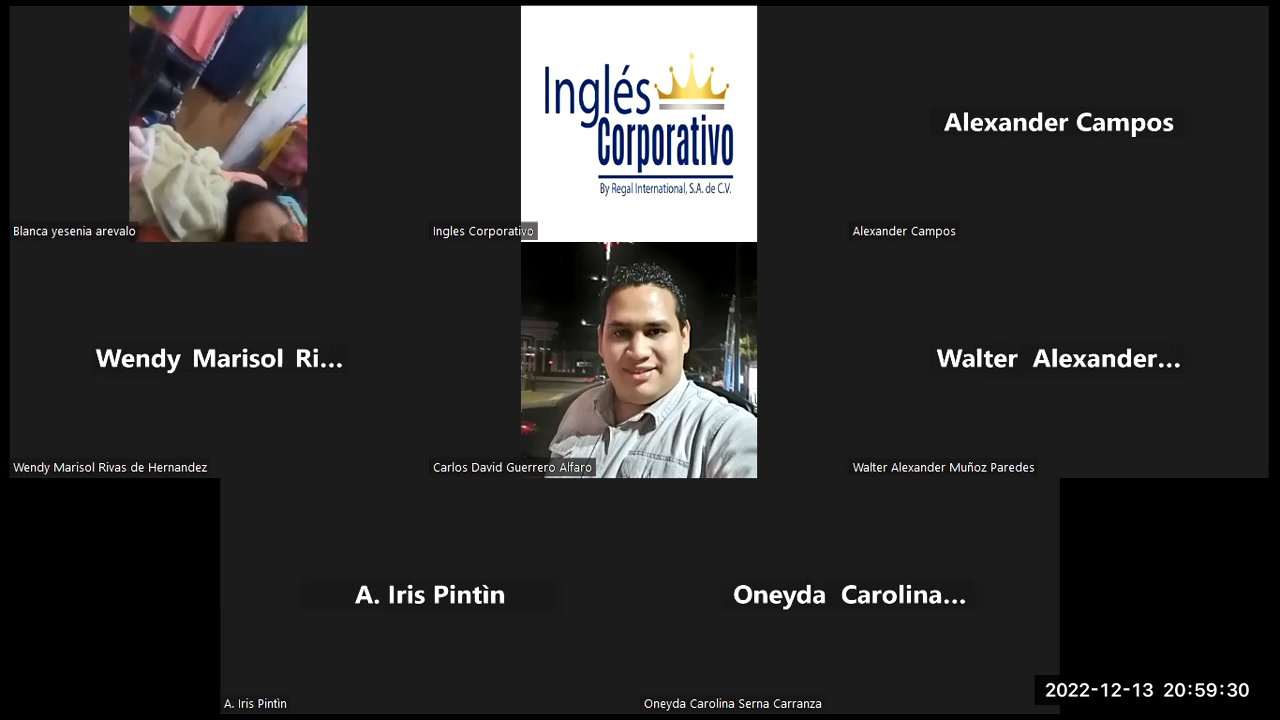 Blanca yesenia arevalo
Inglés
Corporativo
By Regal International, S.A. de C.V.
Ingles Corporativo
Alexander Campos
Alexander Campos
Wendy Marisol Ri...
Wendy Marisol Rivas de Hernandez
Carlos David Guerrero Alfaro
Walter Alexander...
Walter Alexander Muñoz Paredes
A. Iris Pintìn
A. Iris Pintìn
Oneyda Carolina...
Oneyda Carolina Serna Carranza
2022-12-13 20:59:30